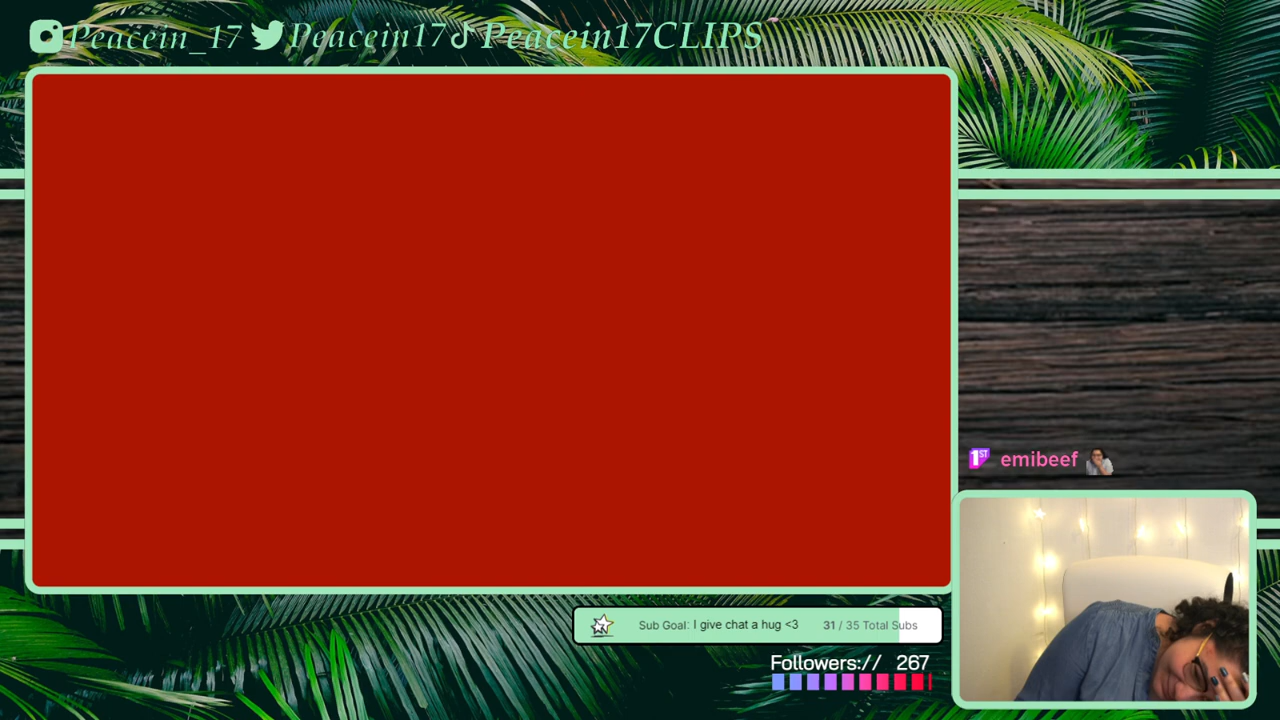 Peacein_17 Peacein17 Peacein17CLIPS
1ST emibeef
Sub Goal: I give chat a hug <3 31 / 35 Total Subs
Followers:// 267